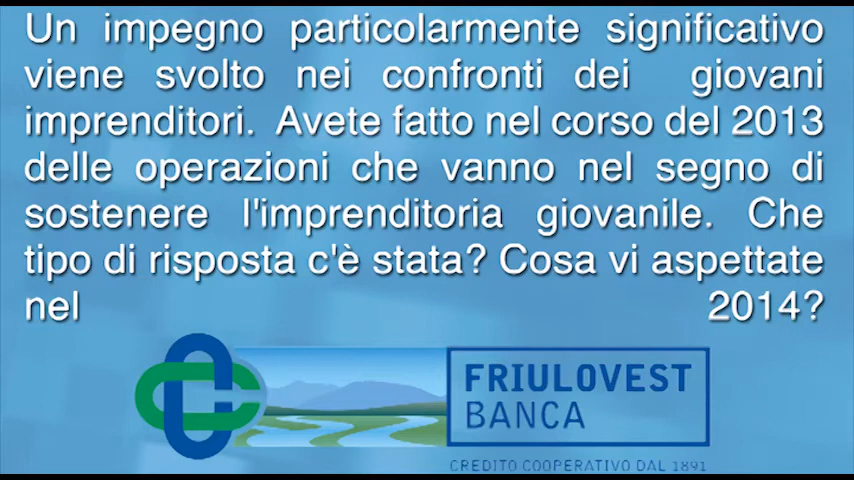 Un impegno particolarmente significativo
viene svolto nei confronti dei giovani
imprenditori. Avete fatto nel corso del 2013
delle operazioni che vanno nel segno di
sostenere l'imprenditoria giovanile. Che
tipo di risposta c'è stata? Cosa vi aspettate
nel 2014?
FRIULOVEST
BANCA
CREDITO COOPERATIVO DAL 1891